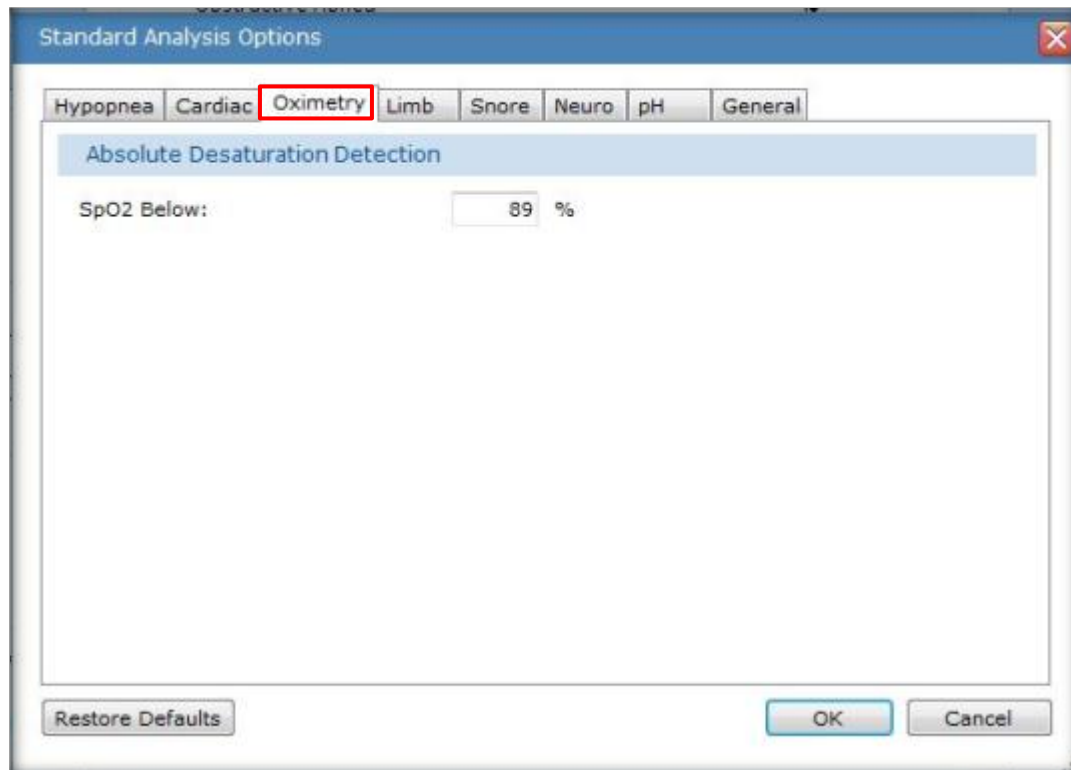 Standard Analysis Options
Hypopnea Cardiac Oximetry Limb Snore Neuro pH General
Absolute Desaturation Detection
SpO2 Below: 89 %
Restore Defaults OK Cancel